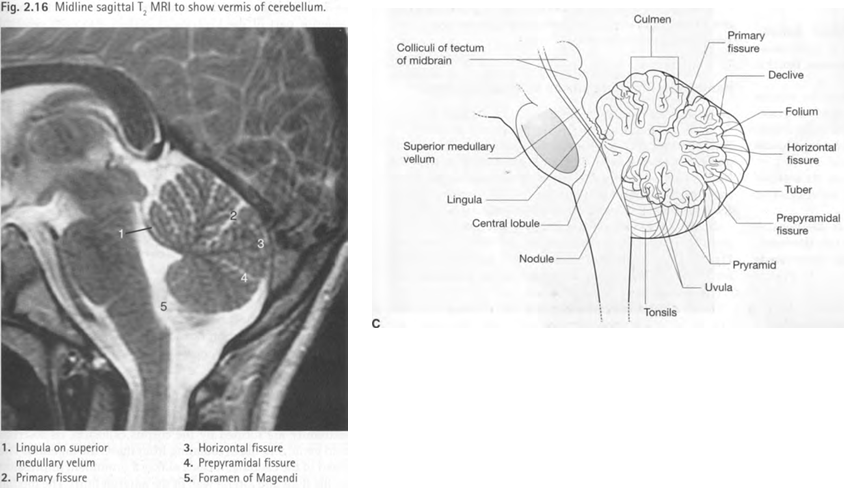 Fig. 2.16 Midline sagittal T2 MRI to show vermis of cerebellum.
1
2
3
4
5
1. Lingula on superior
medullary velum
2. Primary fissure
3. Horizontal fissure
4. Prepyramidal fissure
5. Foramen of Magendi
Culmen
Colliculi of tectum
of midbrain
Primary
fissure
Declive
Folium
Superior medullary
vellum
Horizontal
fissure
Lingula
Tuber
Central lobule
Prepyramidal
fissure
Nodule
Pryramid
Uvula
Tonsils
C